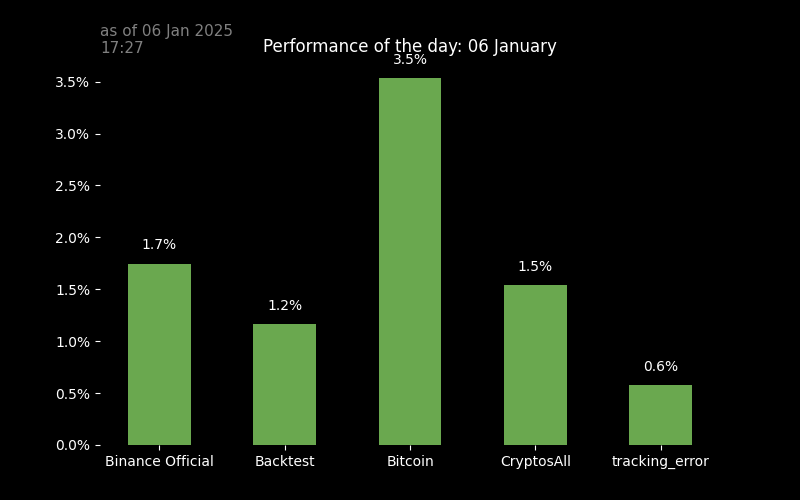 as of 06 Jan 2025
17:27
Performance of the day: 06 January
3.5%
3.0%
2.5%
2.0%
1.5%
1.0%
0.5%
0.0%
1.7%
1.2%
3.5%
1.5%
0.6%
Binance Official
Backtest
Bitcoin
CryptosAll
tracking_error